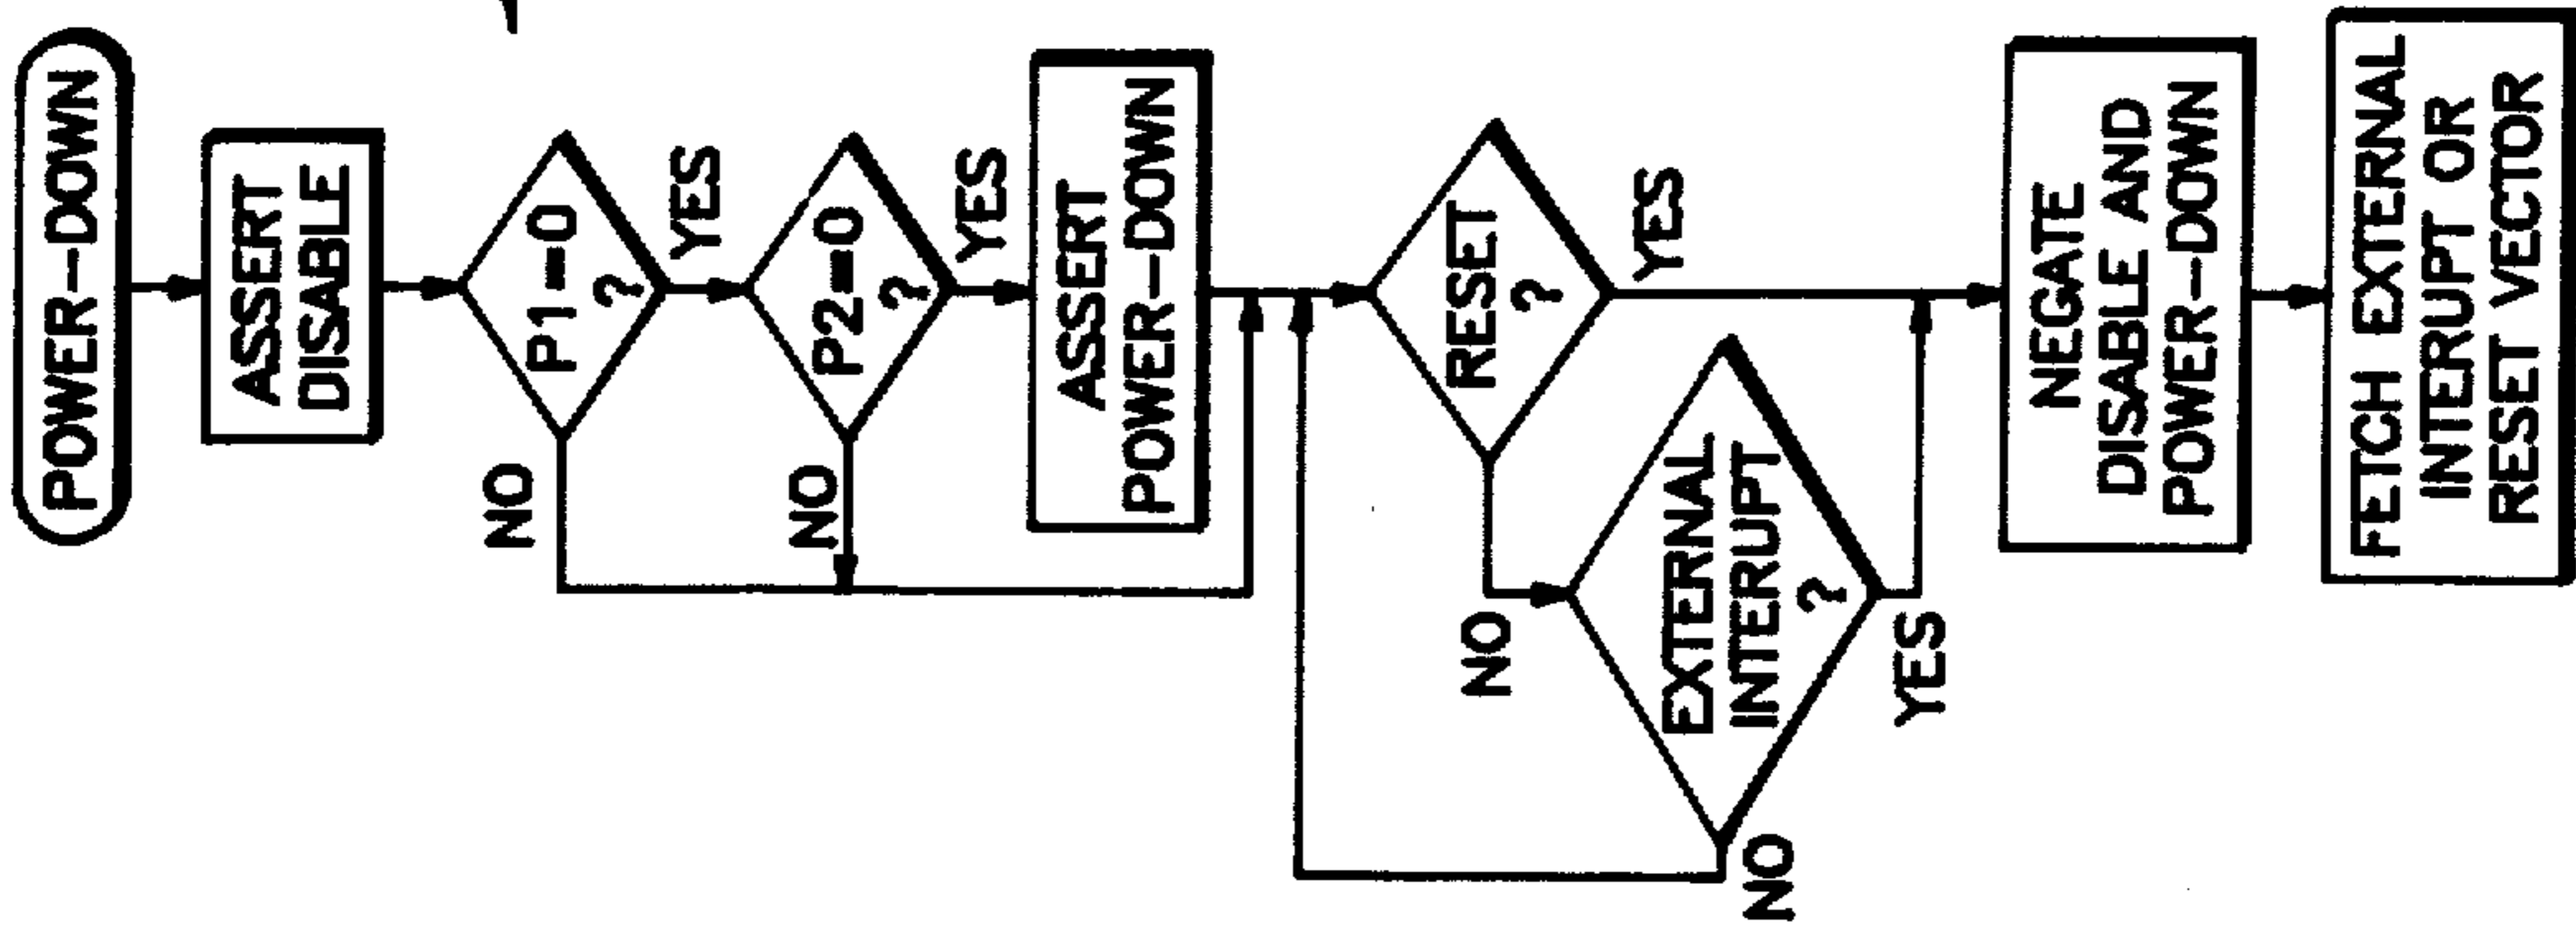 POWER-DOWN
ASSERT
DISABLE
P1=0
?
NO
YES
P2=0
?
NO
YES
ASSERT
POWER-DOWN
RESET
?
NO
YES
EXTERNAL
INTERRUPT
?
NO
YES
NEGATE
DISABLE AND
POWER-DOWN
FETCH EXTERNAL
INTERUPT OR
RESET VECTOR